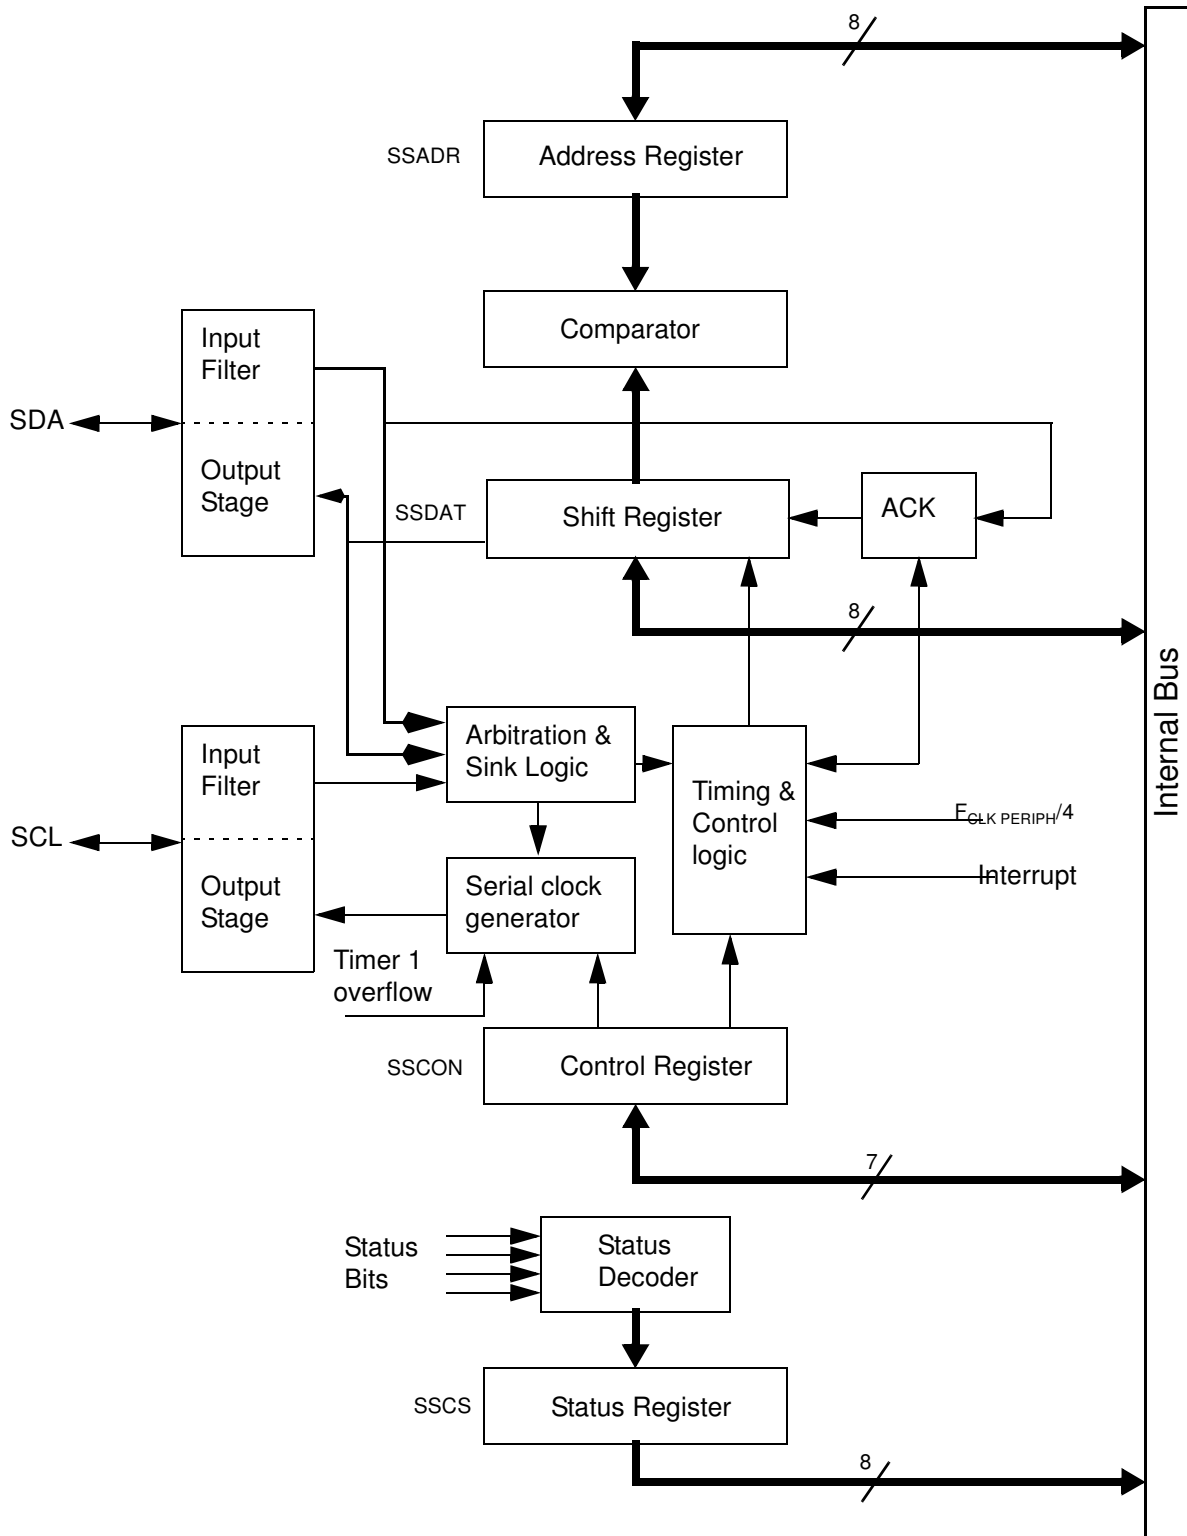 8
SSADR
Address Register
Comparator
Input
Filter
SDA
Output
Stage
SSDAT
Shift Register
ACK
8
Internal Bus
Input
Filter
SCL
Output
Stage
Arbitration &
Sink Logic
Timing &
Control
logic
FCLK PERIPH/4
Interrupt
Serial clock
generator
Timer 1
overflow
SSCON
Control Register
7
Status
Bits
Status
Decoder
SSCS
Status Register
8